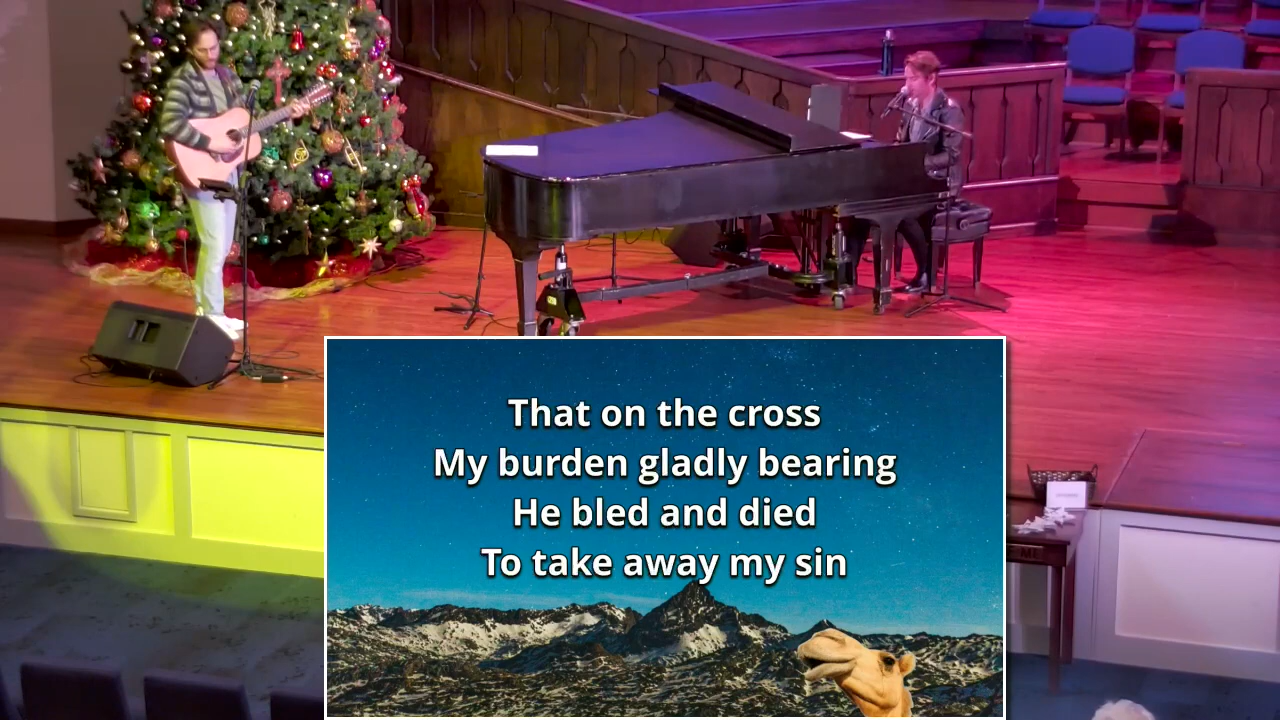 That on the cross
My burden gladly bearing
He bled and died
To take away my sin